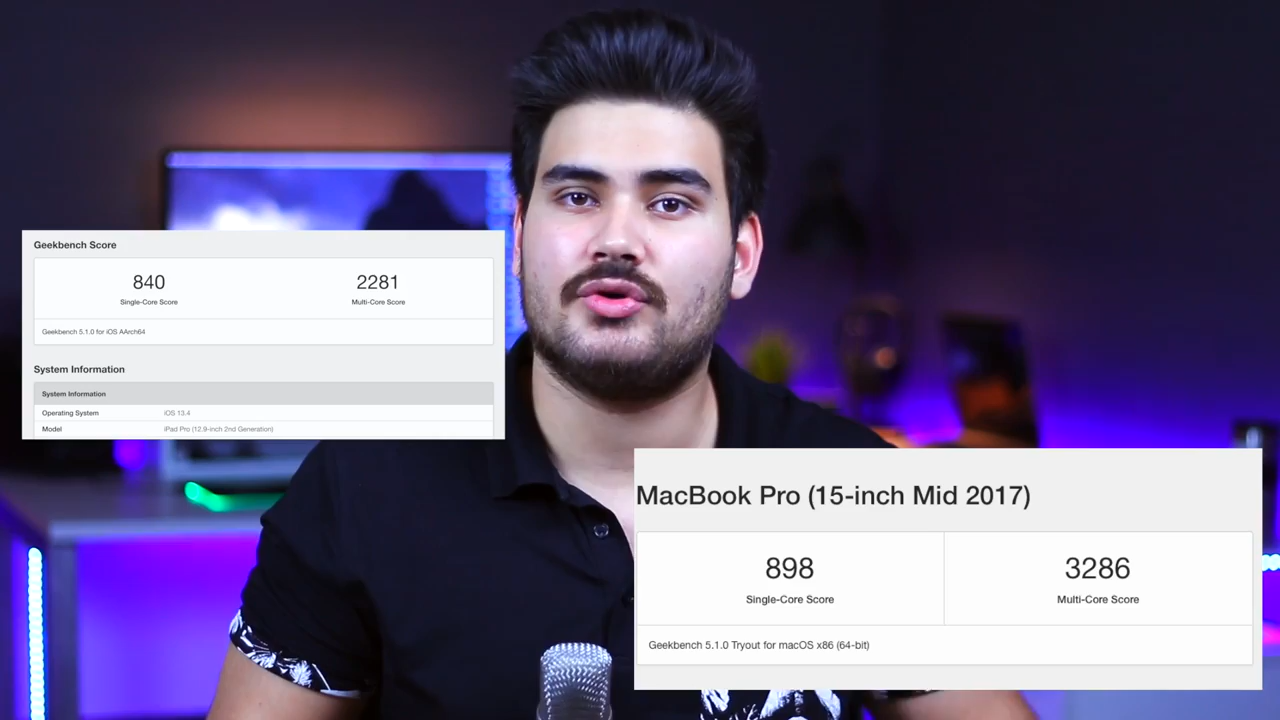 Geekbench Score
840
2281
Single-Core Score
Multi-Core Score
Geekbench 5.1.0 for iOS AArch64
System Information
System Information
Operating System iOS 13.4
Model iPad Pro (12.9-inch 2nd Generation)
MacBook Pro (15-inch Mid 2017)
898
3286
Single-Core Score
Multi-Core Score
Geekbench 5.1.0 Tryout for macOS x86 (64-bit)